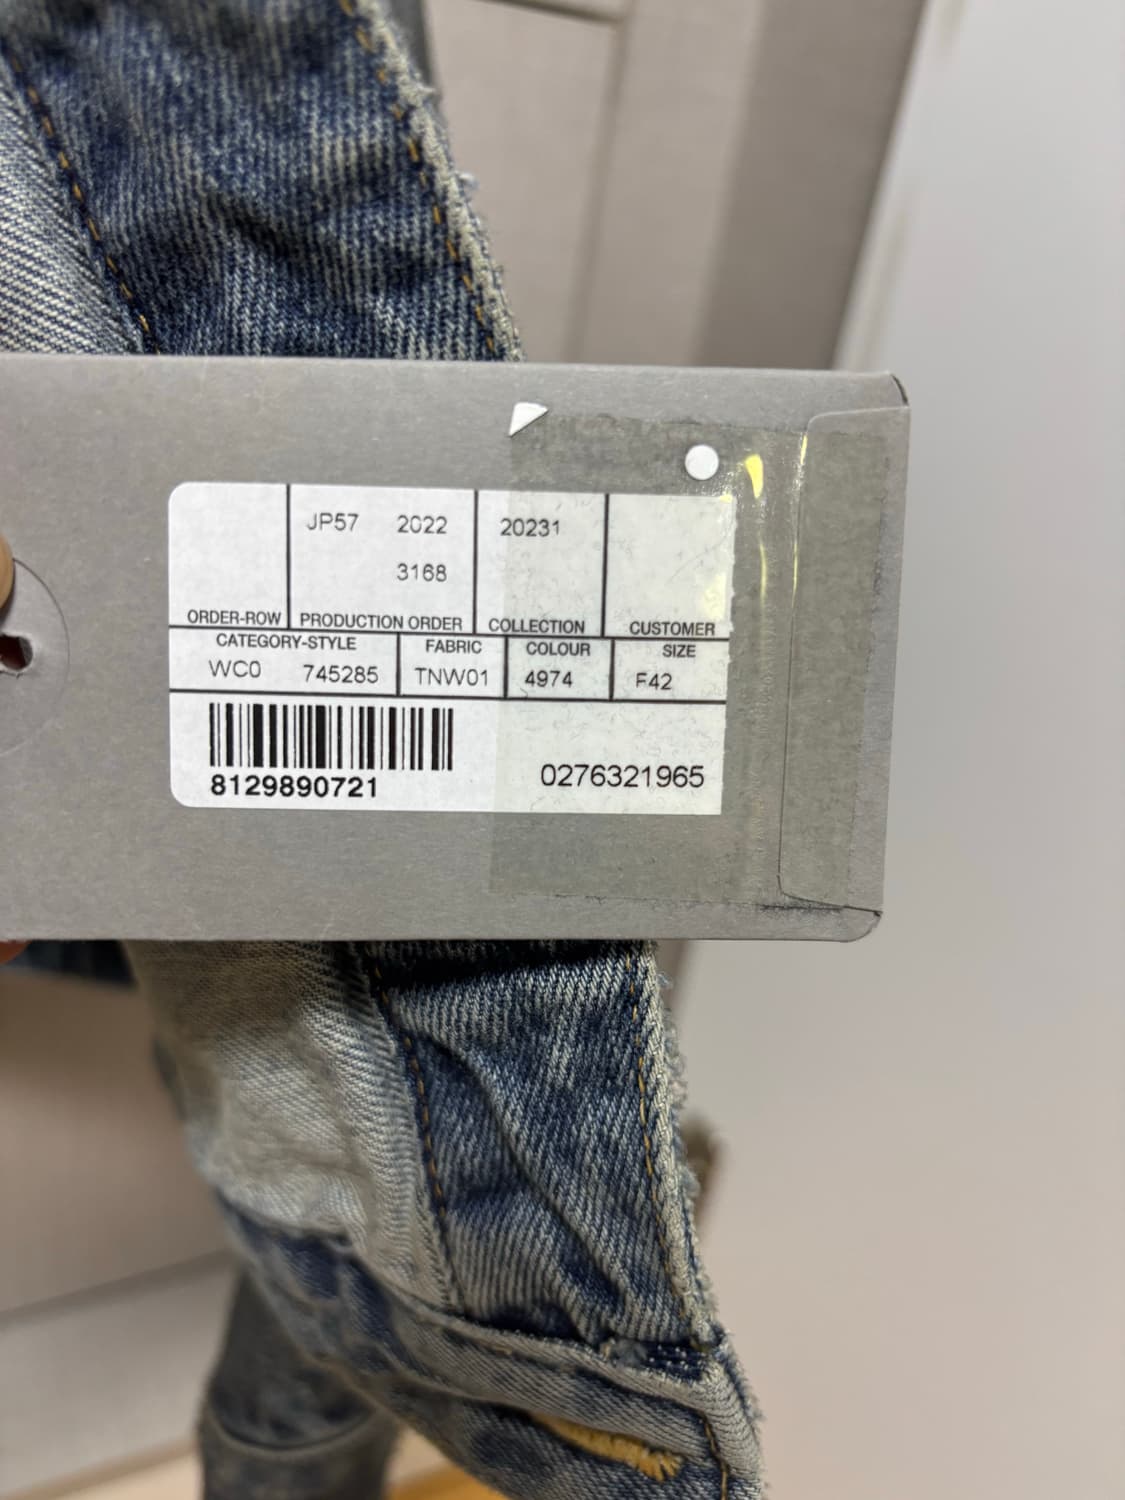 JP57 2022 20231
3168
ORDER-ROW PRODUCTION ORDER COLLECTION CUSTOMER
CATEGORY-STYLE FABRIC COLOUR SIZE
WC0 745285 TNW01 4974 F42
8129890721 0276321965